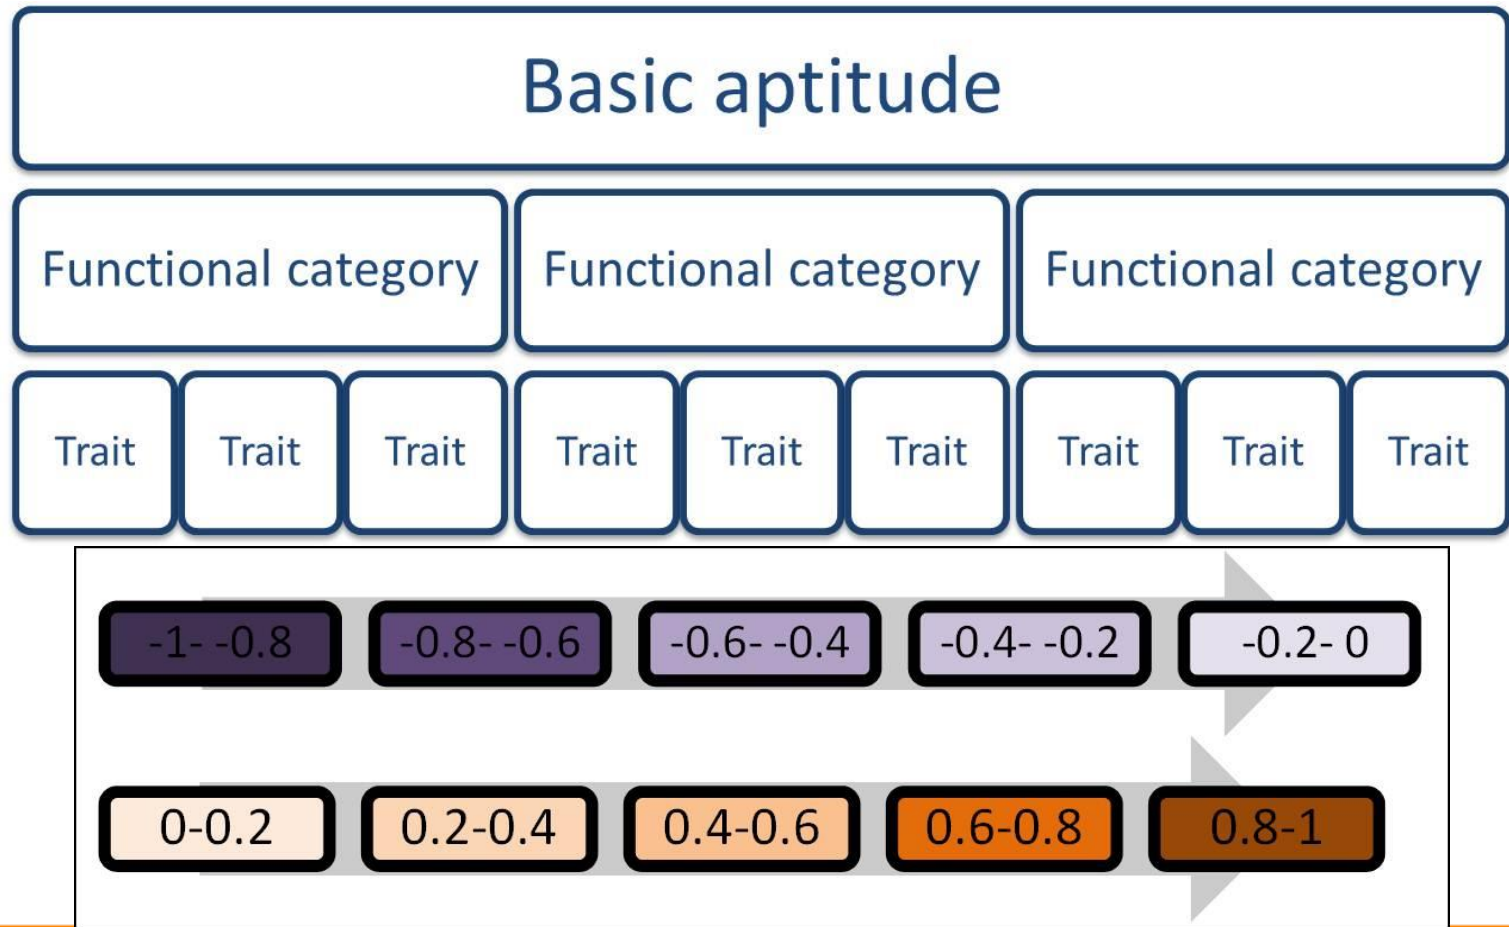 Basic aptitude
Functional category Functional category Functional category
Trait Trait Trait Trait Trait Trait Trait Trait Trait
-1- -0.8 -0.8- -0.6 -0.6- -0.4 -0.4- -0.2 -0.2- 0
0-0.2 0.2-0.4 0.4-0.6 0.6-0.8 0.8-1